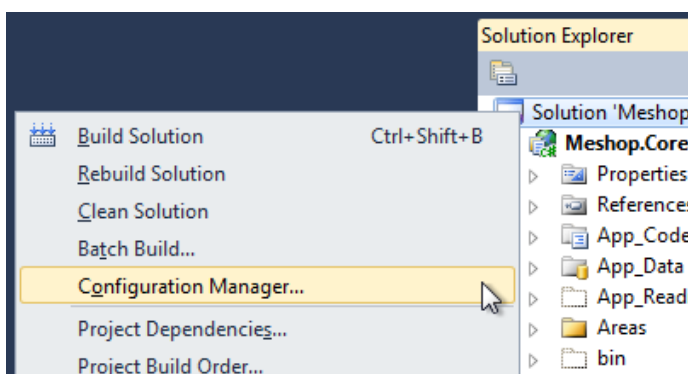 Solution Explorer
Solution 'Meshop
Build Solution Ctrl+Shift+B
Meshop.Core
Rebuild Solution
Properties
Clean Solution
References
Batch Build...
App_Code
App_Data
Configuration Manager...
App_Read
Project Dependencies...
Areas
Project Build Order...
bin